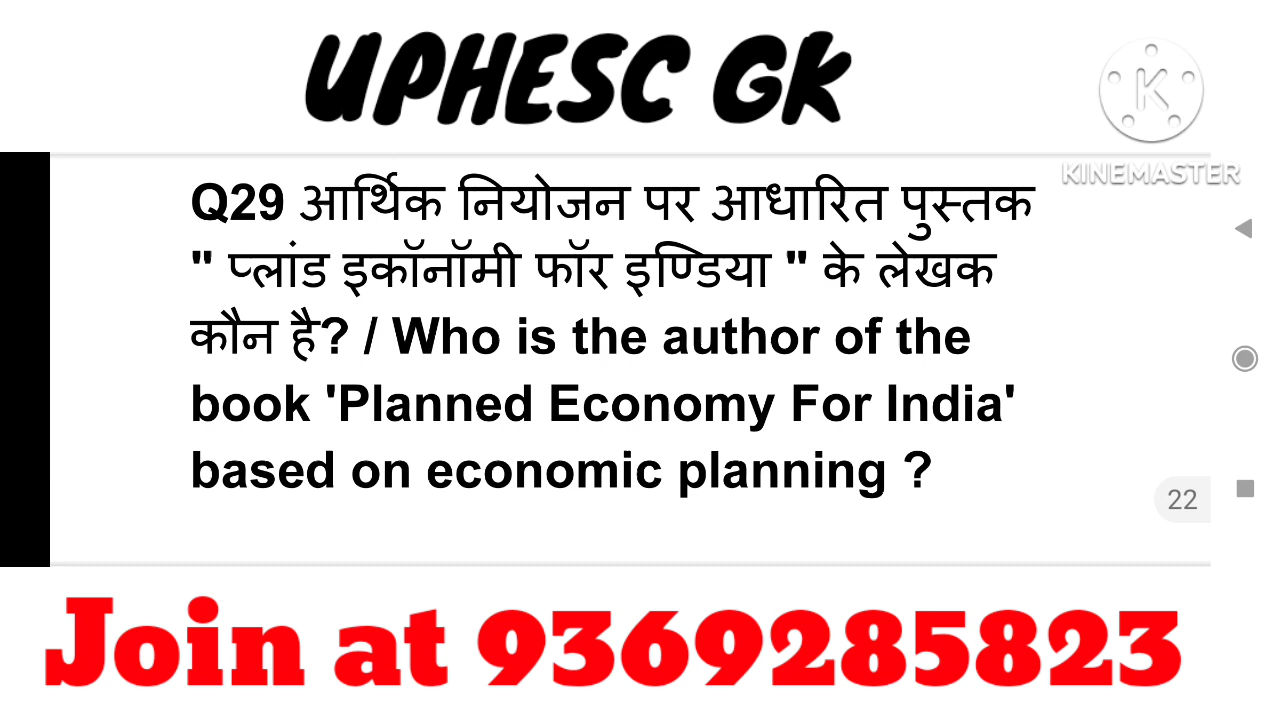 UPHESC GK
KINEMASTER
Q29 आर्थिक नियोजन पर आधारित पुस्तक
" प्लांड इकॉनॉमी फॉर इण्डिया " के लेखक
कौन है? / Who is the author of the
book 'Planned Economy For India'
based on economic planning ?
22
Join at 9369285823